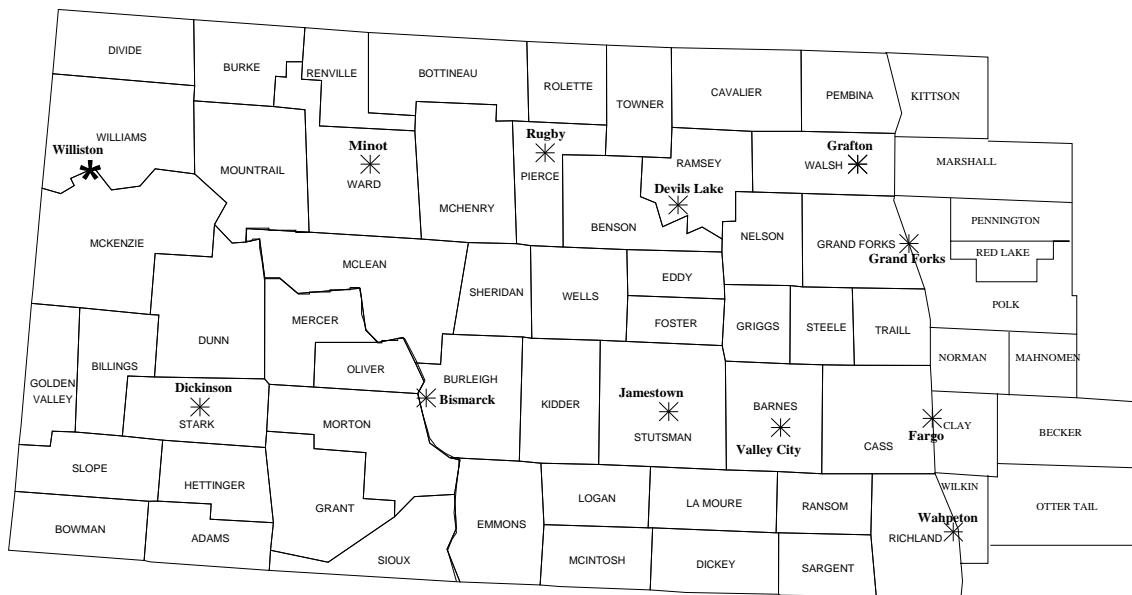 DIVIDE
BURKE
RENVILLE
BOTTINEAU
ROLETTE
TOWNER
CAVALIER
PEMBINA
KITTSON
WILLIAMS
Williston
MOUNTRAIL
Minot
WARD
MCHENRY
Rugby
PIERCE
RAMSEY
Devils Lake
BENSON
Grafton
WALSH
MARSHALL
MCKENZIE
MCLEAN
SHERIDAN
WELLS
EDDY
FOSTER
NELSON
GRAND FORKS
Grand Forks
PENNINGTON
RED LAKE
POLK
DUNN
MERCER
OLIVER
GRIGGS
STEELE
TRAILL
NORMAN
MAHNOMEN
GOLDEN
VALLEY
BILLINGS
Dickinson
STARK
MORTON
BURLEIGH
Bismarck
KIDDER
Jamestown
STUTSMAN
BARNES
Valley City
CASS
Fargo
CLAY
BECKER
SLOPE
HETTINGER
GRANT
BOWMAN
ADAMS
SIOUX
EMMONS
LOGAN
LA MOURE
RANSOM
WILKIN
OTTER TAIL
Wahpeton
RICHLAND
MCINTOSH
DICKEY
SARGENT